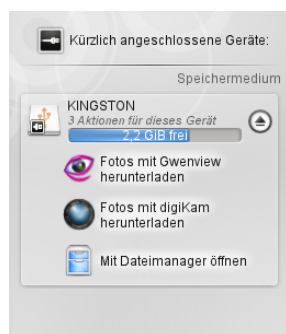 Kürzlich angeschlossene Geräte:
Speichermedium
KINGSTON
3 Aktionen für dieses Gerät
2,2 GiB frei
Fotos mit Gwenview
herunterladen
Fotos mit digiKam
herunterladen
Mit Dateimanager öffnen